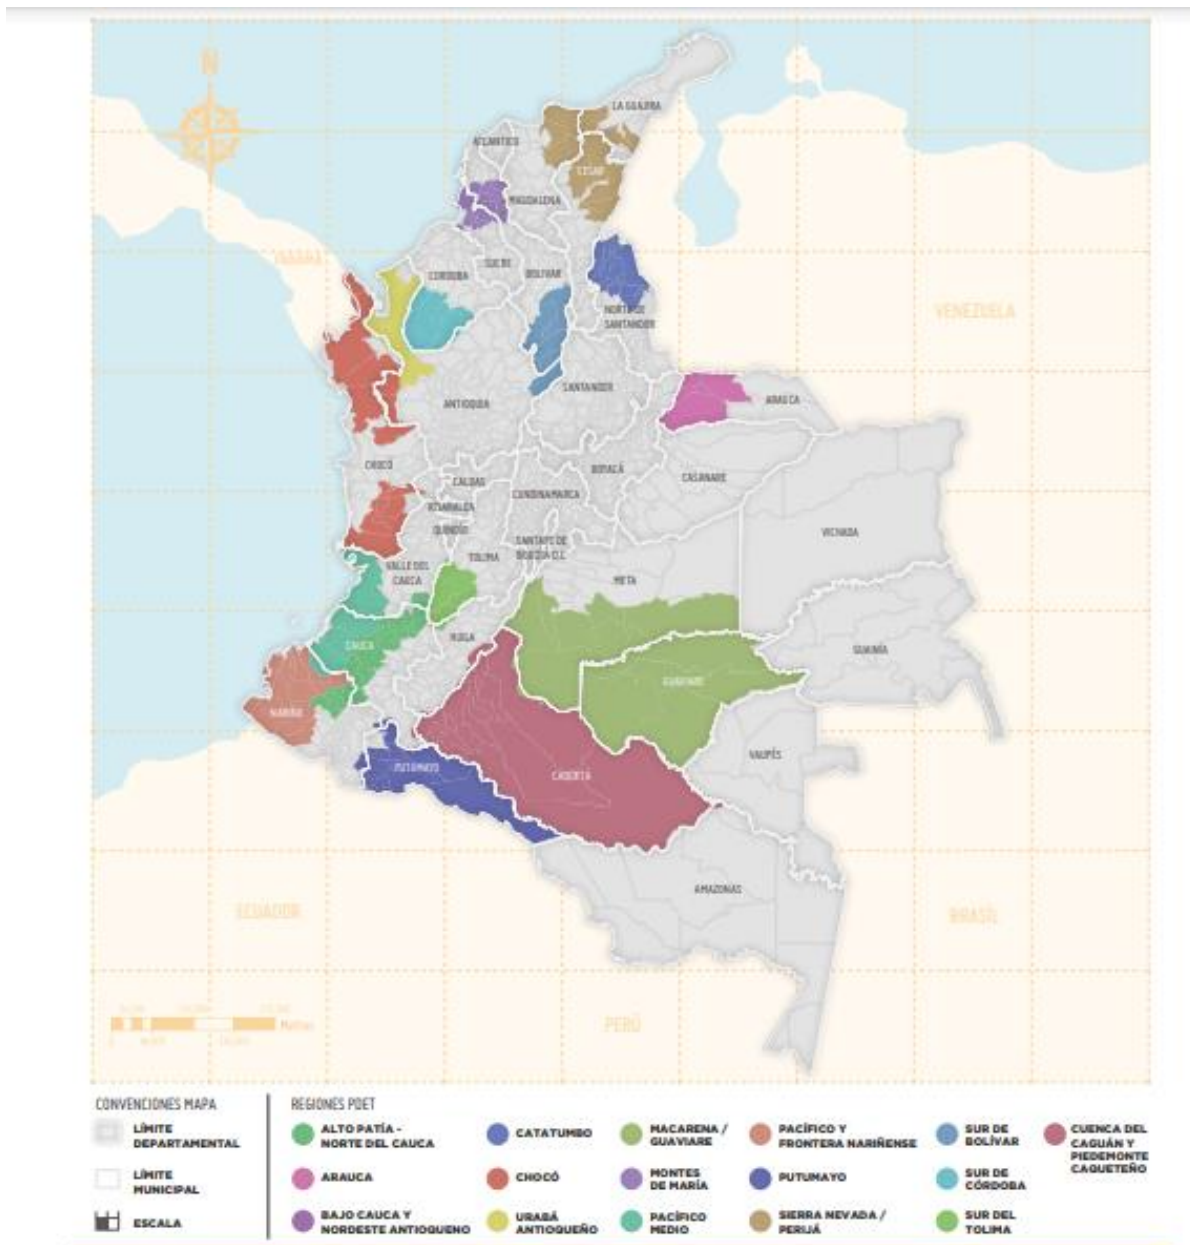 N
LA GUAJIRA
ATLÁNTICO
CESAR
MAGDALENA
PANAMÁ
SUCRE
CÓRDOBA
BOLÍVAR
NORTE DE
SANTANDER
VENEZUELA
SANTANDER
ANTIOQUIA
ARAUCA
CHOCÓ
BOYACÁ
CALDAS
CASANARE
CUNDINAMARCA
RISARALDA
QUINDÍO
VICHADA
SANTAFE DE
BOGOTÁ D.C.
TOLIMA
VALLE DEL
CAUCA
META
HUILA
CAUCA
GUAINÍA
GUAVIARE
NARIÑO
VAUPÉS
PUTUMAYO
CAQUETÁ
AMAZONAS
ECUADOR
BRASÍL
PERÚ
CONVENCIONES MAPA
LÍMITE
DEPARTAMENTAL
LÍMITE
MUNICIPAL
ESCALA
REGIONES PDET
ALTO PATÍA -
NORTE DEL CAUCA
ARAUCA
BAJO CAUCA Y
NORDESTE ANTIOQUENO
CATATUMBO
CHOCÓ
URABÁ
ANTIOQUEÑO
MACARENA /
GUAVIARE
MONTES
DE MARÍA
PACÍFICO
MEDIO
PACÍFICO Y
FRONTERA NARIÑENSE
PUTUMAYO
SIERRA NEVADA /
PERIJÁ
SUR DE
BOLÍVAR
SUR DE
CÓRDOBA
SUR DEL
TOLIMA
CUENCA DEL
CAGUÁN Y
PIEDEMONTE
CAQUETEÑO